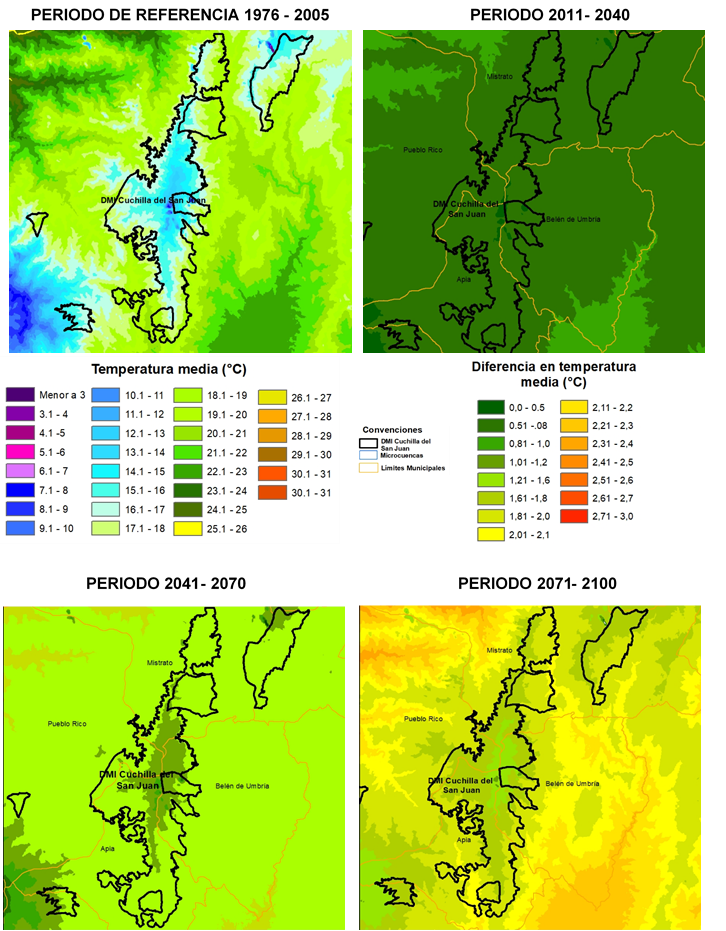 PERIODO DE REFERENCIA 1976 - 2005
DMI Cuchilla del San Juan
PERIODO 2011 - 2040
Mistrato
Pueblo Rico
DMI Cuchilla del
San Juan
Belén de Umbría
Apia
Temperatura media (°C)
Menor a 3
3.1 - 4
4.1 -5
5.1 -6
6.1 - 7
7.1 - 8
8.1 - 9
9.1 - 10
10.1 - 11
11.1 - 12
12.1 - 13
13.1 - 14
14.1 - 15
15.1 - 16
16.1 - 17
17.1 - 18
18.1 - 19
19.1 - 20
20.1 - 21
21.1 - 22
22.1 - 23
23.1 - 24
24.1 - 25
25.1 - 26
26.1 - 27
27.1 - 28
28.1 - 29
29.1 - 30
30.1 - 31
30.1 - 31
Convenciones
DMI Cuchilla del
San Juan
Microcuencas
Limites Municipales
Diferencia en temperatura
media (°C)
0,0 - 0.5
0.51 -.08
0.81 - 1,0
1,01 -1,2
1,21 - 1,6
1,61 -1,8
1,81 - 2,0
2,01 - 2,1
2,11 - 2,2
2,21 - 2,3
2,31 - 2,4
2,41 - 2,5
2,51 - 2,6
2,61 - 2,7
2,71 - 3,0
PERIODO 2041- 2070
Mistrato
Pueblo Rico
DMI Cuchilla del
San Juan
Belén de Umbría
Apia
PERIODO 2071- 2100
Mistrato
Pueblo Rico
DMI Cuchilla del
San Juan
Belén de Umbría
Apia